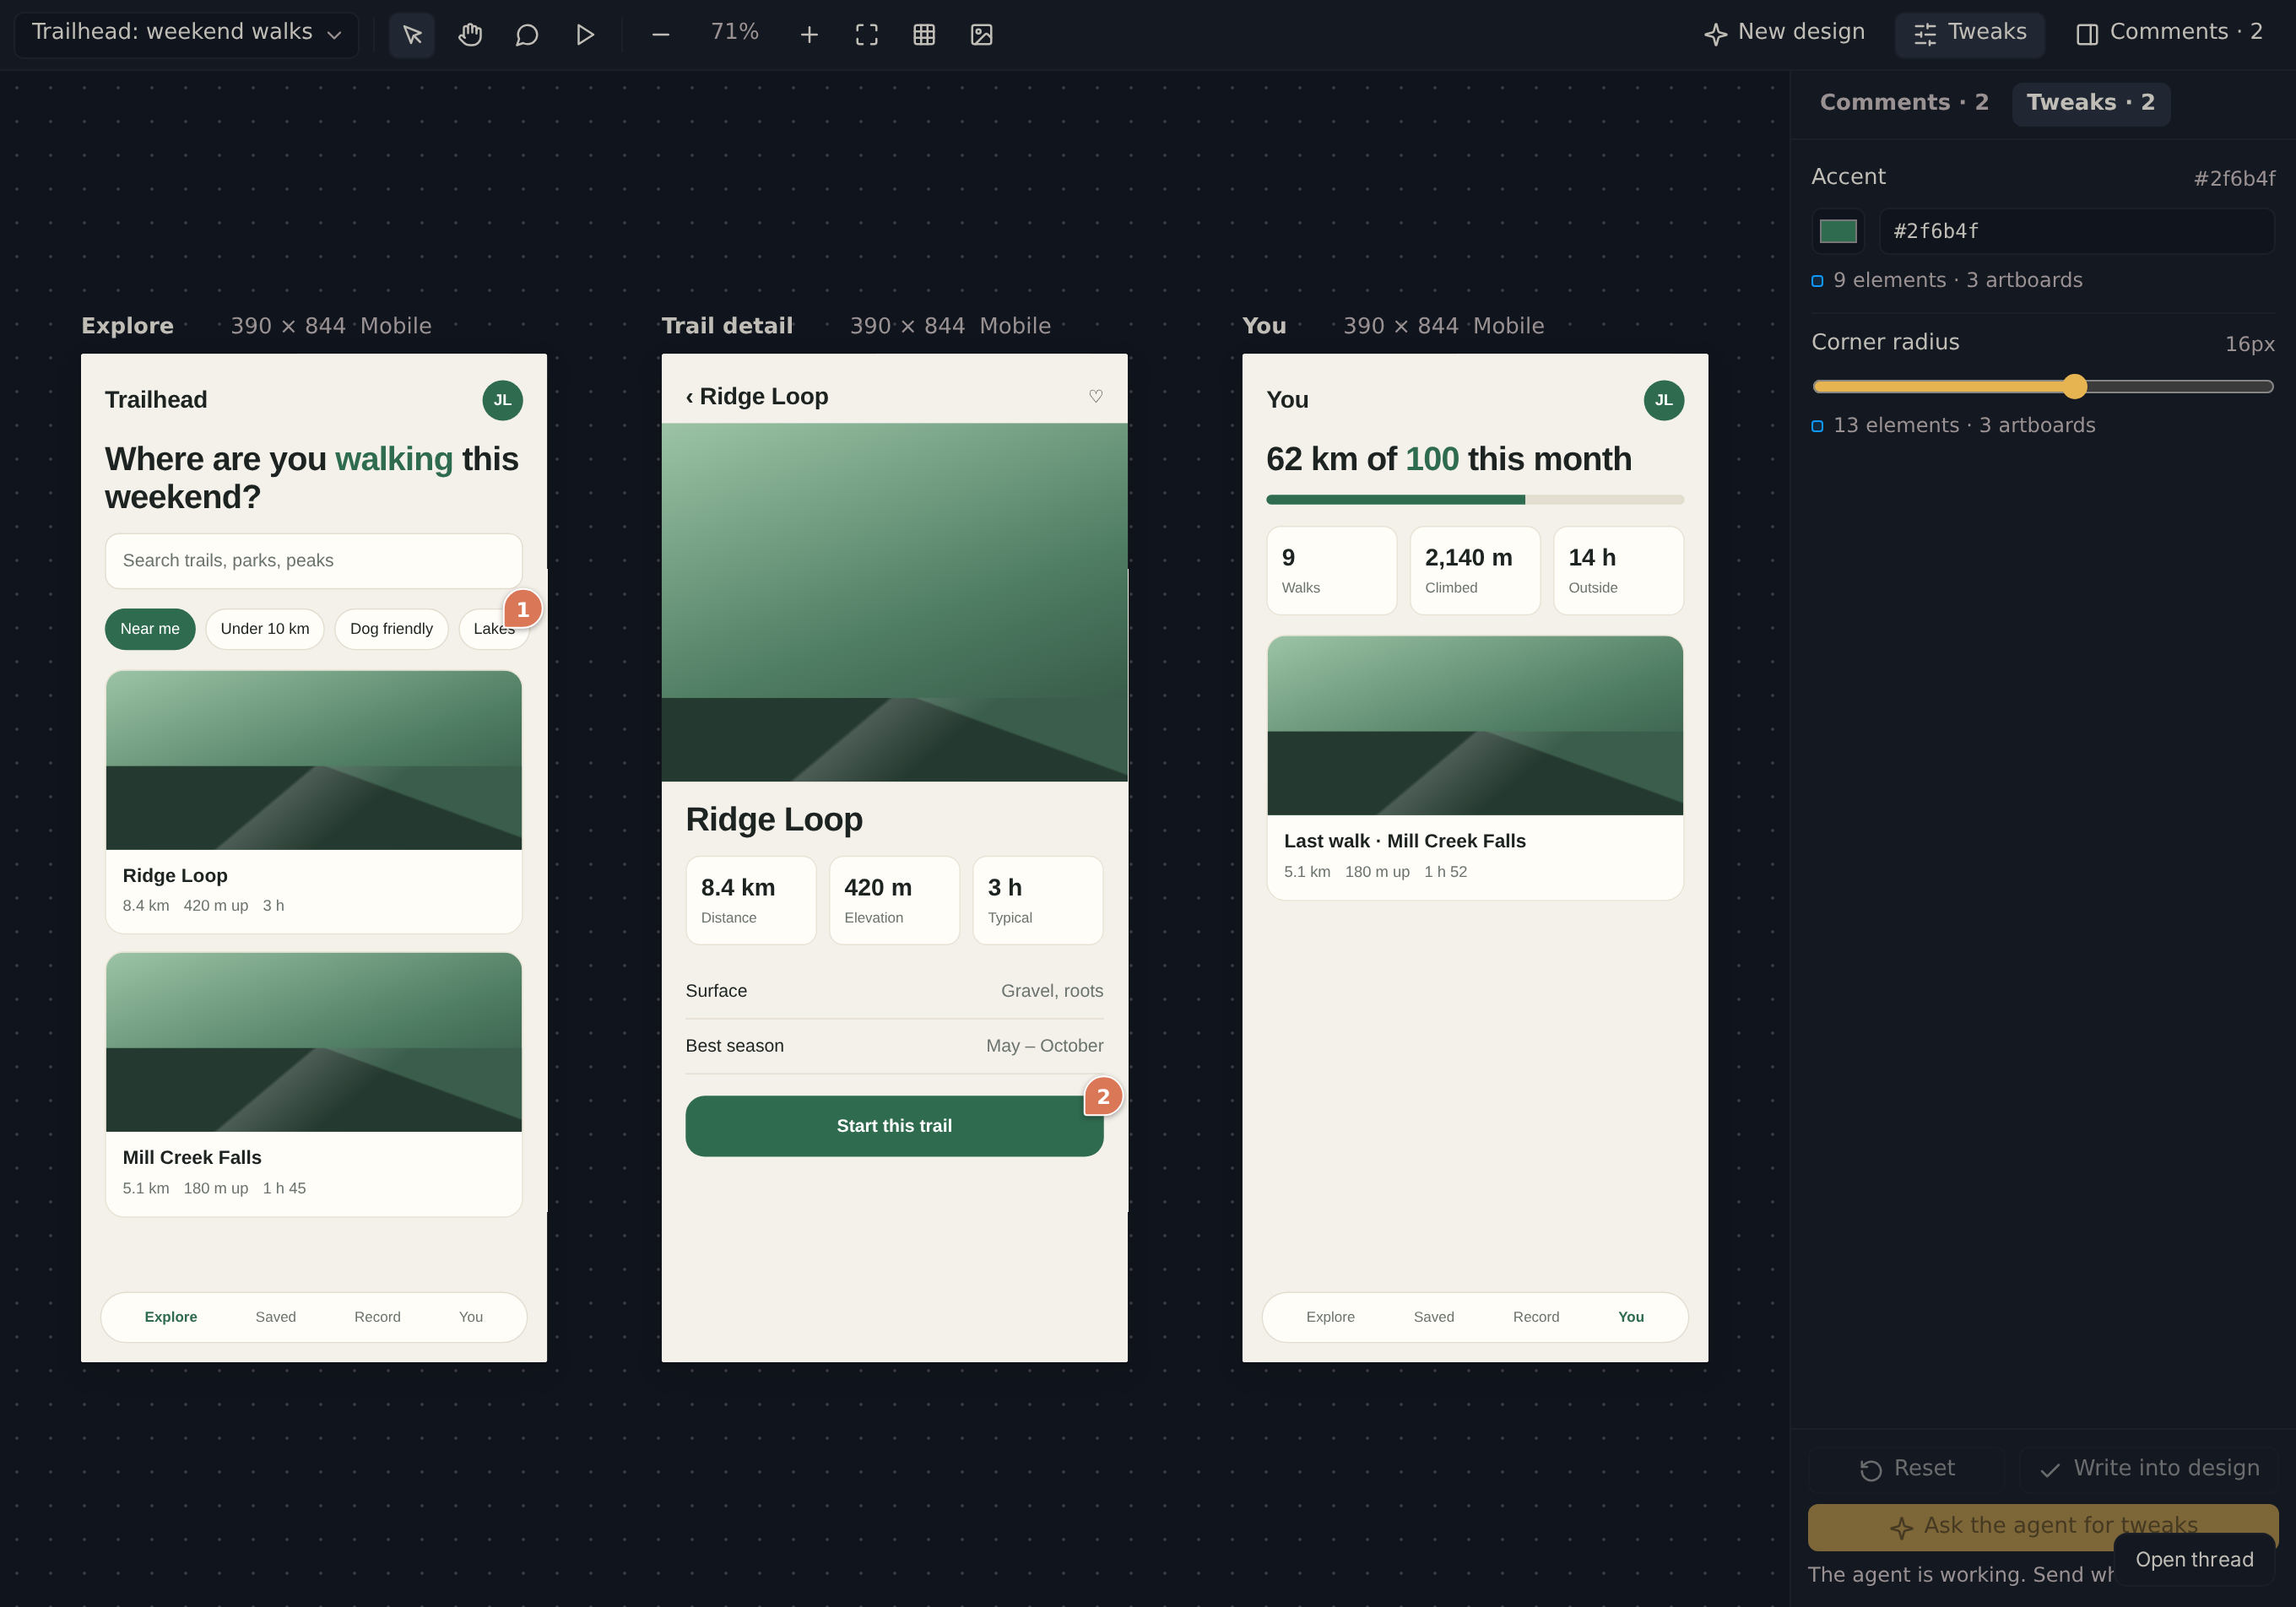 Trailhead: weekend walks
71%
New design
Tweaks
Comments · 2
Comments · 2
Tweaks · 2
Accent
#2f6b4f
#2f6b4f
9 elements · 3 artboards
Corner radius
16px
13 elements · 3 artboards
Explore 390 × 844 Mobile
Trailhead
JL
Where are you walking this
weekend?
Search trails, parks, peaks
1
Near me
Under 10 km
Dog friendly
Lakes
Ridge Loop
8.4 km 420 m up 3 h
Mill Creek Falls
5.1 km 180 m up 1 h 45
Explore Saved Record You
Trail detail 390 × 844 Mobile
‹ Ridge Loop
♡
Ridge Loop
8.4 km
Distance
420 m
Elevation
3 h
Typical
Surface Gravel, roots
Best season May – October
2
Start this trail
You 390 × 844 Mobile
You
JL
62 km of 100 this month
9
Walks
2,140 m
Climbed
14 h
Outside
Last walk · Mill Creek Falls
5.1 km 180 m up 1 h 52
Explore Saved Record You
Reset
Write into design
Ask the agent for tweaks
The agent is working. Send
Open thread